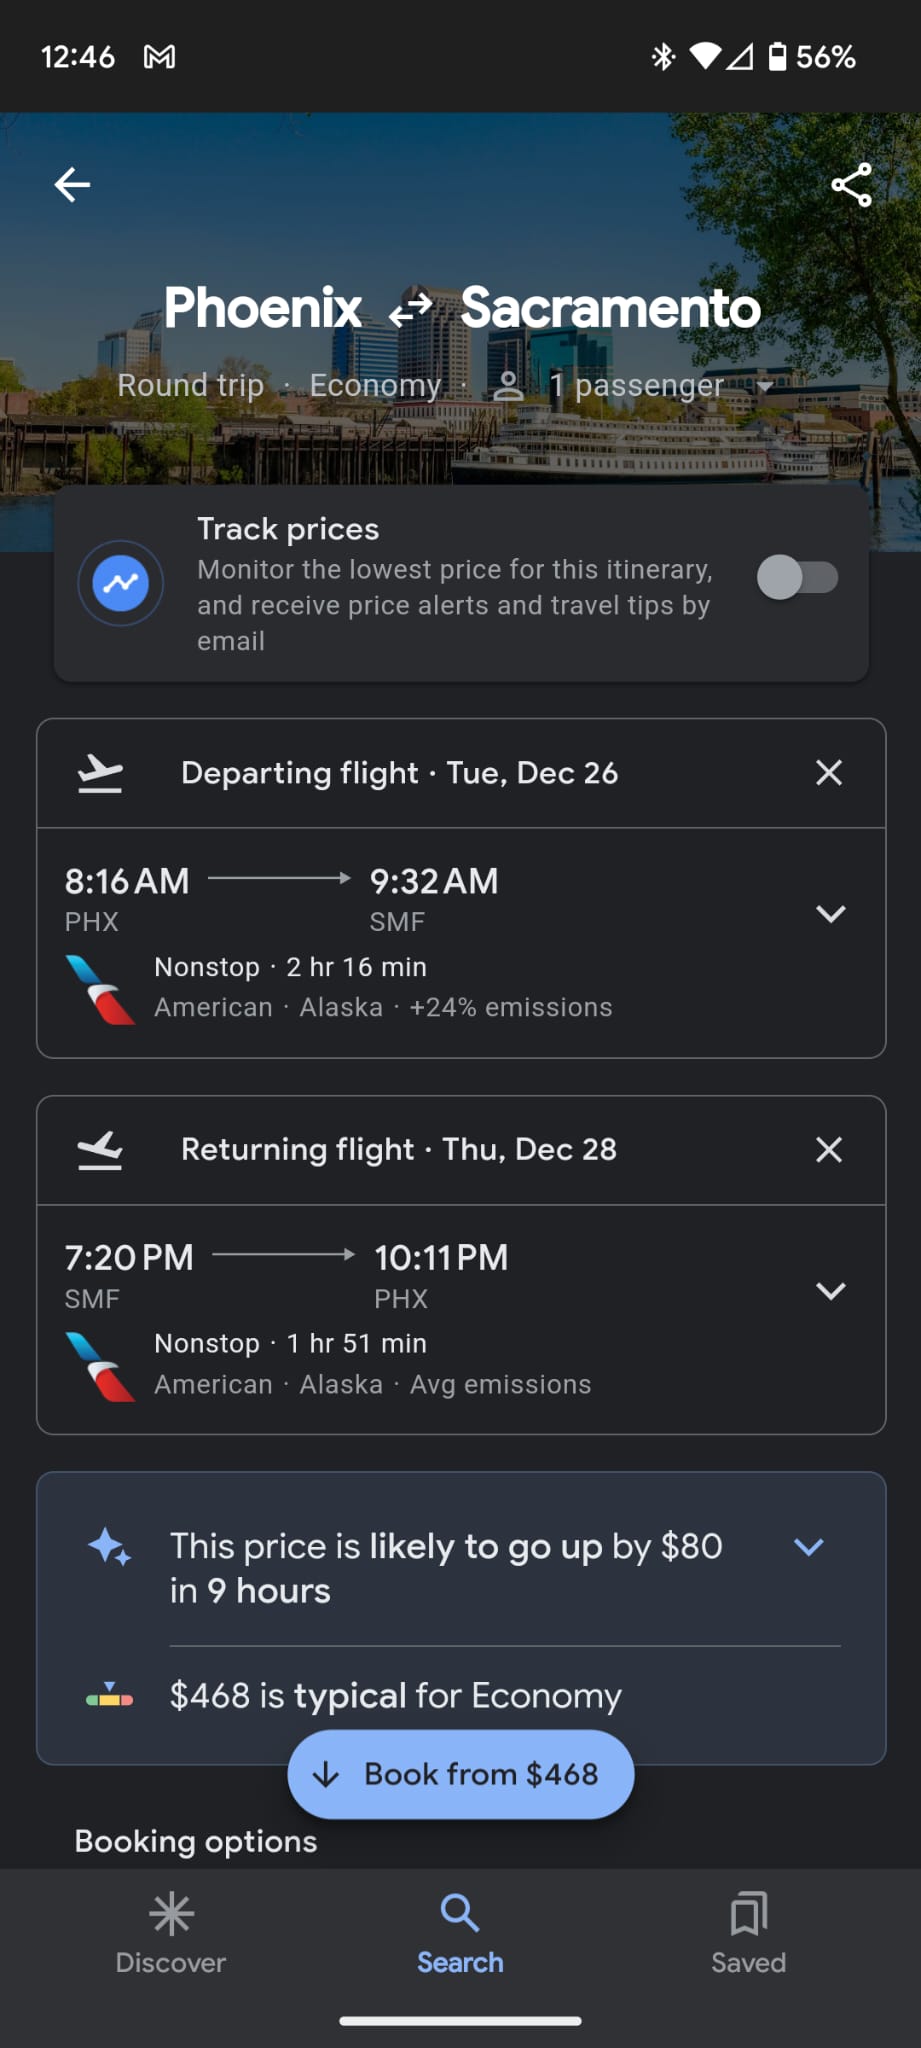 12:46 56%
Phoenix Sacramento
Round trip · Economy · 1 passenger
Track prices
Monitor the lowest price for this itinerary,
and receive price alerts and travel tips by
email
Departing flight · Tue, Dec 26
8:16 AM 9:32 AM
PHX SMF
Nonstop · 2 hr 16 min
American · Alaska · +24% emissions
Returning flight · Thu, Dec 28
7:20 PM 10:11 PM
SMF PHX
Nonstop · 1 hr 51 min
American · Alaska · Avg emissions
This price is likely to go up by $80
in 9 hours
$468 is typical for Economy
Book from $468
Booking options
Discover Search Saved